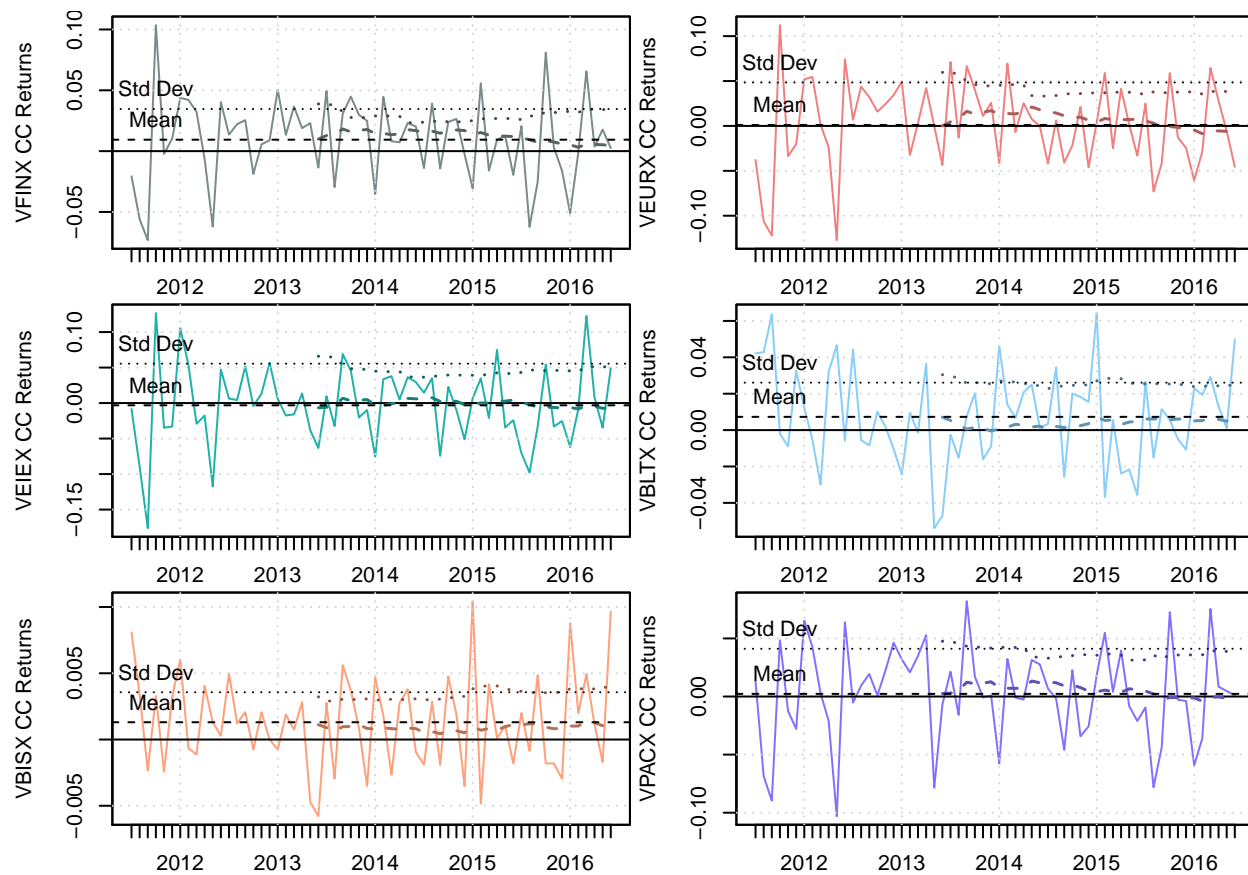 VFINX CC Returns
0.10
0.05
−0.05
Std Dev
Mean
2012 2013 2014 2015 2016
VEURX CC Returns
0.10
0.00
−0.10
Std Dev
Mean
2012 2013 2014 2015 2016
VEIEX CC Returns
0.10
0.00
−0.15
Std Dev
Mean
2012 2013 2014 2015 2016
VBLTX CC Returns
0.04
0.00
−0.04
Std Dev
Mean
2012 2013 2014 2015 2016
VBISX CC Returns
0.005
−0.005
Std Dev
Mean
2012 2013 2014 2015 2016
VPACX CC Returns
0.00
−0.10
Std Dev
Mean
2012 2013 2014 2015 2016